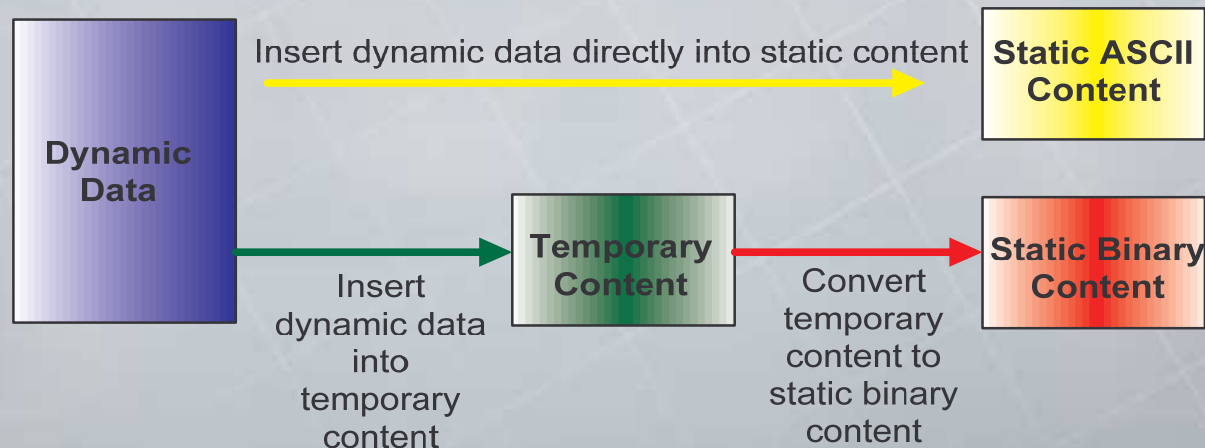 Insert dynamic data directly into static content
Static ASCII
Content
Dynamic
Data
Temporary
Content
Static Binary
Content
Insert
dynamic data
into
temporary
content
Convert
temporary
content to
static binary
content